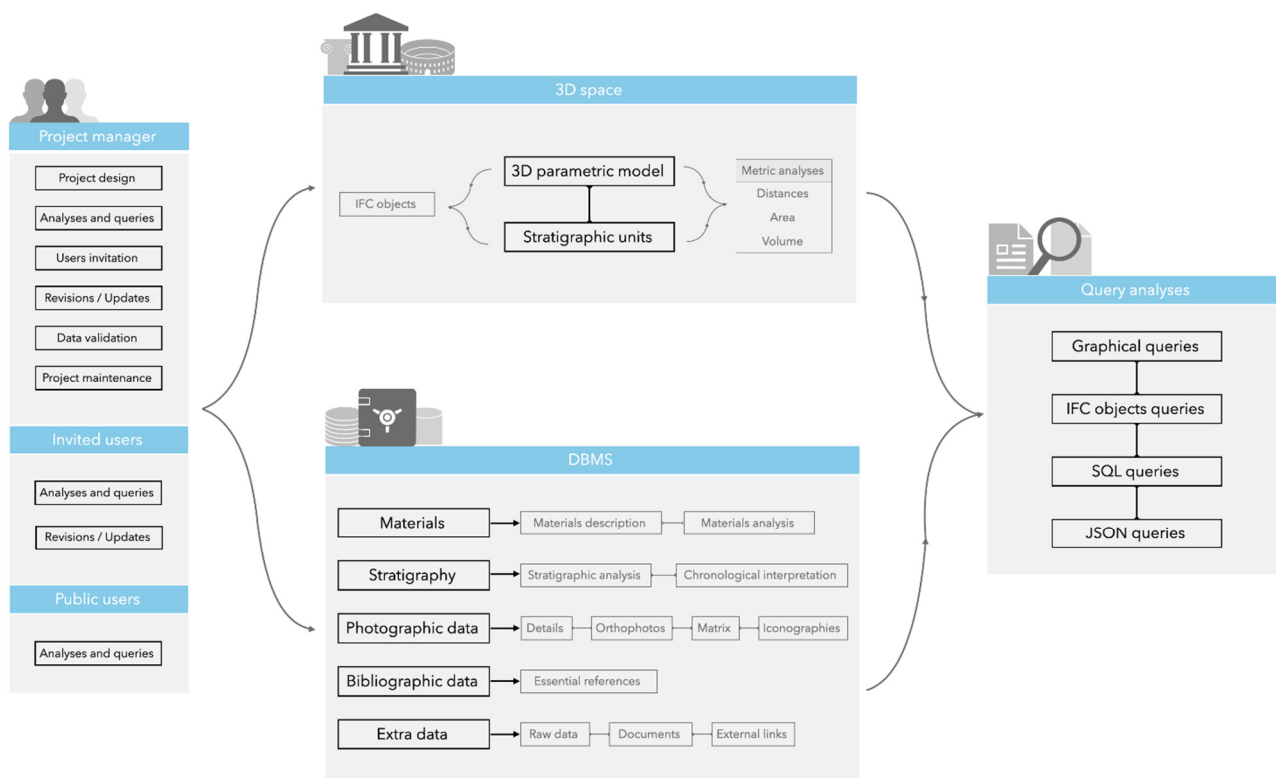 Project manager
Project design
Analyses and queries
Users invitation
Revisions / Updates
Data validation
Project maintenance
Invited users
Analyses and queries
Revisions / Updates
Public users
Analyses and queries
3D space
IFC objects
3D parametric model
Stratigraphic units
Metric analyses
Distances
Area
Volume
DBMS
Materials
Materials description
Materials analysis
Stratigraphy
Stratigraphic analysis
Chronological interpretation
Photographic data
Details
Orthophotos
Matrix
Iconographies
Bibliographic data
Essential references
Extra data
Raw data
Documents
External links
Query analyses
Graphical queries
IFC objects queries
SQL queries
JSON queries